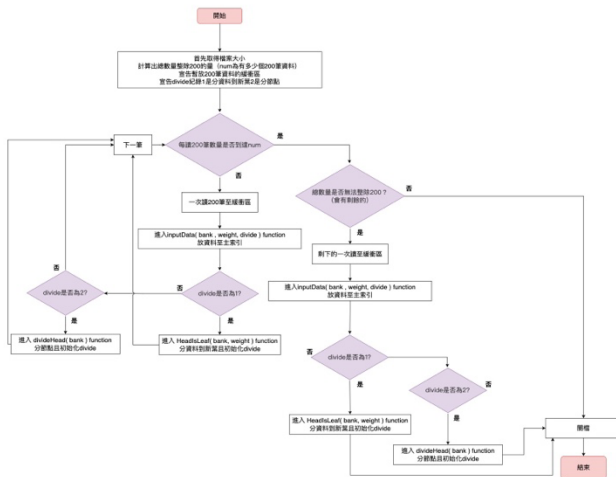 開始
首先取得檔案大小
計算出總數量整除200的量（num為有多少個200筆資料）
宣告暫放200筆資料的緩衝區
宣告divide紀錄1是分資料到新葉2是分節點
下一筆
每讀200筆數量是否到達num
是
否
否
一次讀200筆至緩衝區
總數量是否無法整除200？
（會有剩餘的）
否
是
進入inputData( bank , weight, divide ) function
放資料至主索引
剩下的一次讀至緩衝區
否
divide是否為2?
否
divide是否為1?
進入inputData( bank , weight, divide ) function
放資料至主索引
是
是
進入 divideHead( bank ) function
分節點且初始化divide
進入 HeadIsLeaf( bank, weight ) function
分資料到新葉且初始化divide
否
divide是否為1?
是
divide是否為2?
否
是
進入 HeadIsLeaf( bank, weight ) function
分資料到新葉且初始化divide
關檔
進入 divideHead( bank ) function
分節點且初始化divide
結束